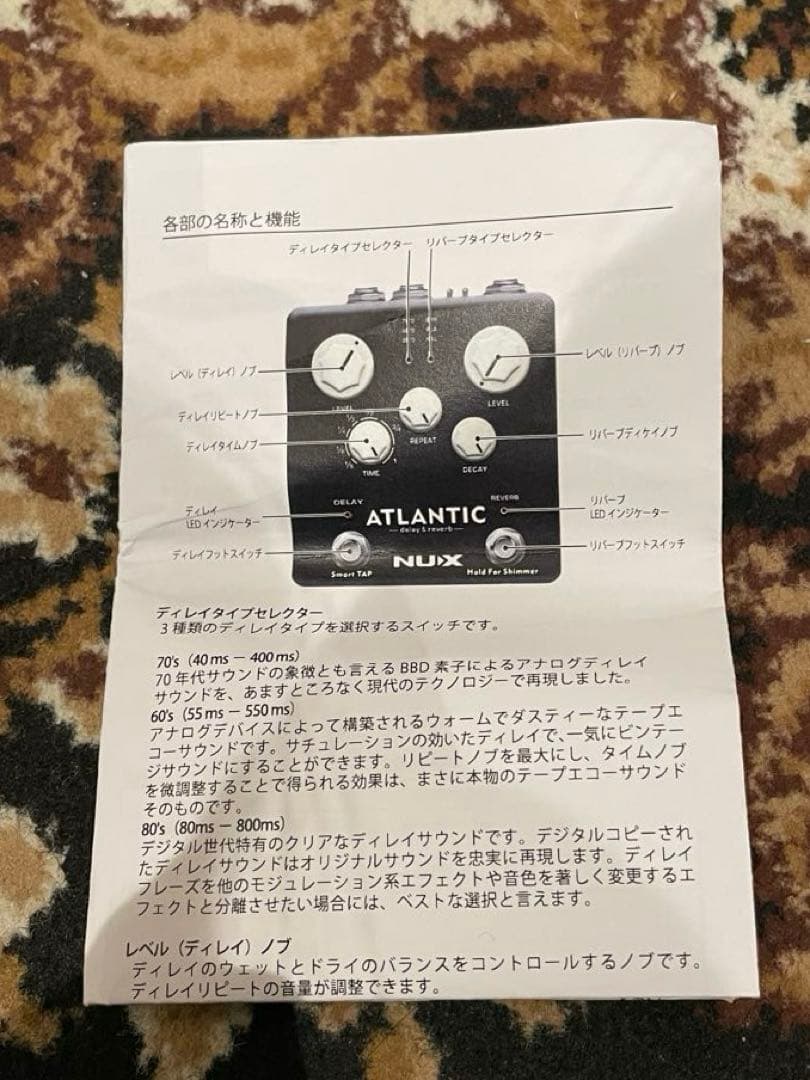 各部の名称と機能
ディレイタイプセレクター リバーブタイプセレクター
レベル（ディレイ）ノブ
レベル（リバーブ）ノブ
LEVEL
LEVEL
ディレイリピートノブ
REPEAT
ディレイタイムノブ
リバーブディケイノブ
TIME
DECAY
DELAY
REVERB
ディレイ
LED インジケーター
リバーブ
LED インジケーター
ATLANTIC
delay & reverb
ディレイフットスイッチ
リバーブフットスイッチ
NUX
Smart TAP
Hold For Shimmer
ディレイタイプセレクター
3種類のディレイタイプを選択するスイッチです。
70's（40 ms － 400 ms）
70 年代サウンドの象徴とも言える BBD 素子によるアナログディレイ
サウンドを、あますところなく現代のテクノロジーで再現しました。
60's（55 ms － 550 ms）
アナログデバイスによって構築されるウォームでダスティーなテープエ
コーサウンドです。サチュレーションの効いたディレイで、一気にビンテー
ジサウンドにすることができます。リピートノブを最大にし、タイムノブ
を微調整することで得られる効果は、まさに本物のテープエコーサウンド
そのものです。
80's（80ms － 800ms）
デジタル世代特有のクリアなディレイサウンドです。デジタルコピーされ
たディレイサウンドはオリジナルサウンドを忠実に再現します。ディレイ
フレーズを他のモジュレーション系エフェクトや音色を著しく変更するエ
フェクトと分離させたい場合には、ベストな選択と言えます。
レベル（ディレイ）ノブ
ディレイのウェットとドライのバランスをコントロールするノブです。
ディレイリピートの音量が調整できます。